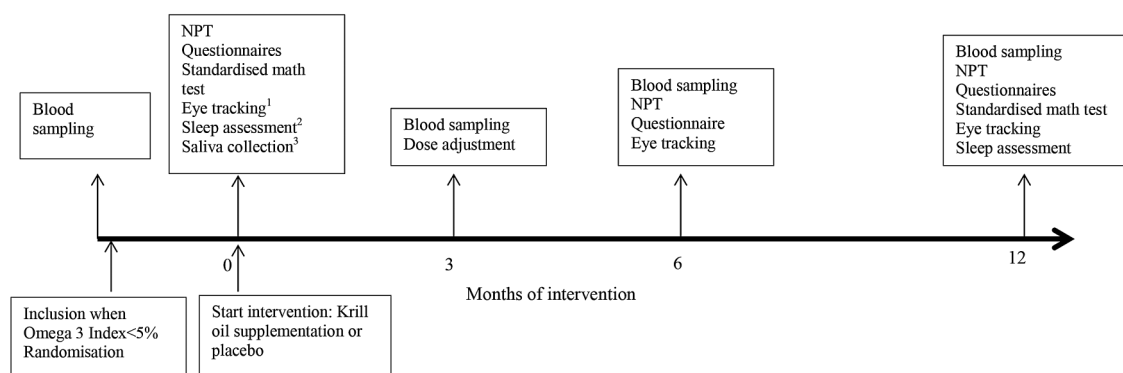 Blood
sampling
NPT
Questionnaires
Standardised math
test
Eye tracking¹
Sleep assessment²
Saliva collection³
Blood sampling
Dose adjustment
Blood sampling
NPT
Questionnaire
Eye tracking
Blood sampling
NPT
Questionnaires
Standardised math test
Eye tracking
Sleep assessment
0
3
6
12
Months of intervention
Inclusion when
Omega 3 Index<5%
Randomisation
Start intervention: Krill
oil supplementation or
placebo